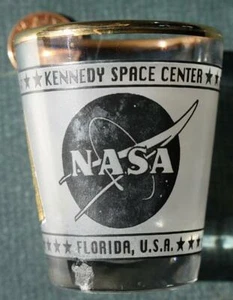 ★★ KENNEDY SPACE CENTER ★★
NASA
★★★ FLORIDA, U.S.A. ★★★